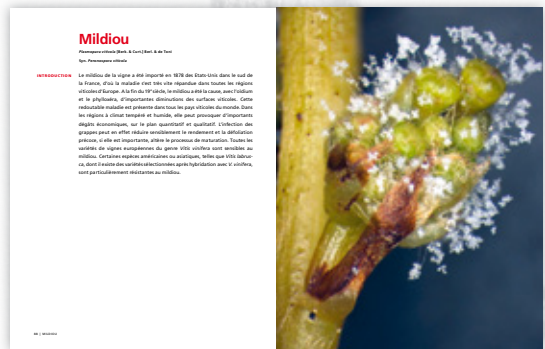 Mildiou
Plasmopara viticola (Berk. & Curt.) Berl. & de Toni
Syn. Peronospora viticola
INTRODUCTION
Le mildiou de la vigne a été importé en 1878 des Etats-Unis dans le sud de
la France, d'où la maladie s'est très vite répandue dans toutes les régions
viticoles d'Europe. A la fin du 19e siècle, le mildiou a été la cause, avec l'oïdium
et le phylloxéra, d'importantes diminutions des surfaces viticoles. Cette
redoutable maladie est présente dans tous les pays viticoles du monde. Dans
les régions à climat tempéré et humide, elle peut provoquer d'importants
dégâts économiques, sur le plan quantitatif et qualitatif. L'infection des
grappes peut en effet réduire sensiblement le rendement et la défoliation
précoce, si elle est importante, altère le processus de maturation. Toutes les
variétés de vignes européennes du genre Vitis vinifera sont sensibles au
mildiou. Certaines espèces américaines ou asiatiques, telles que Vitis labrus-
ca, dont il existe des variétés sélectionnées après hybridation avec V. vinifera,
sont particulièrement résistantes au mildiou.
| Mildiou